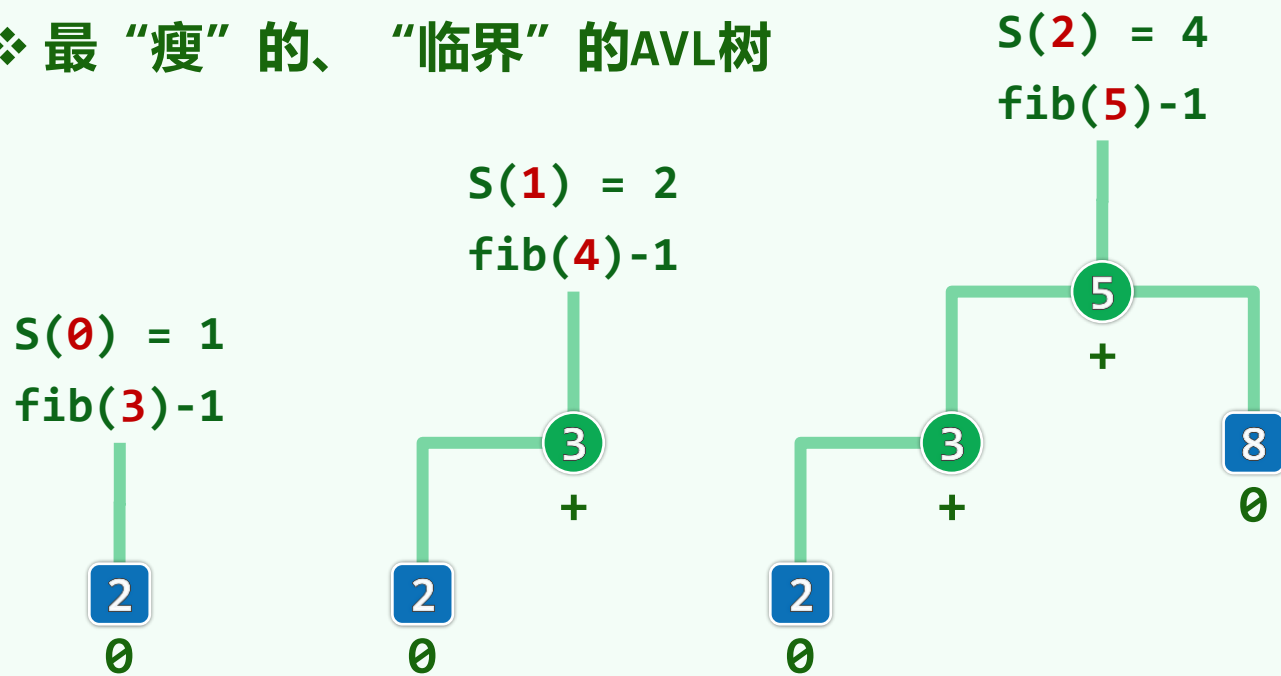 ❖ 最“瘦”的、“临界”的AVL树
S(0) = 1
fib(3)-1
2
0
S(1) = 2
fib(4)-1
3
+
2
0
S(2) = 4
fib(5)-1
5
+
3
+
8
0
2
0